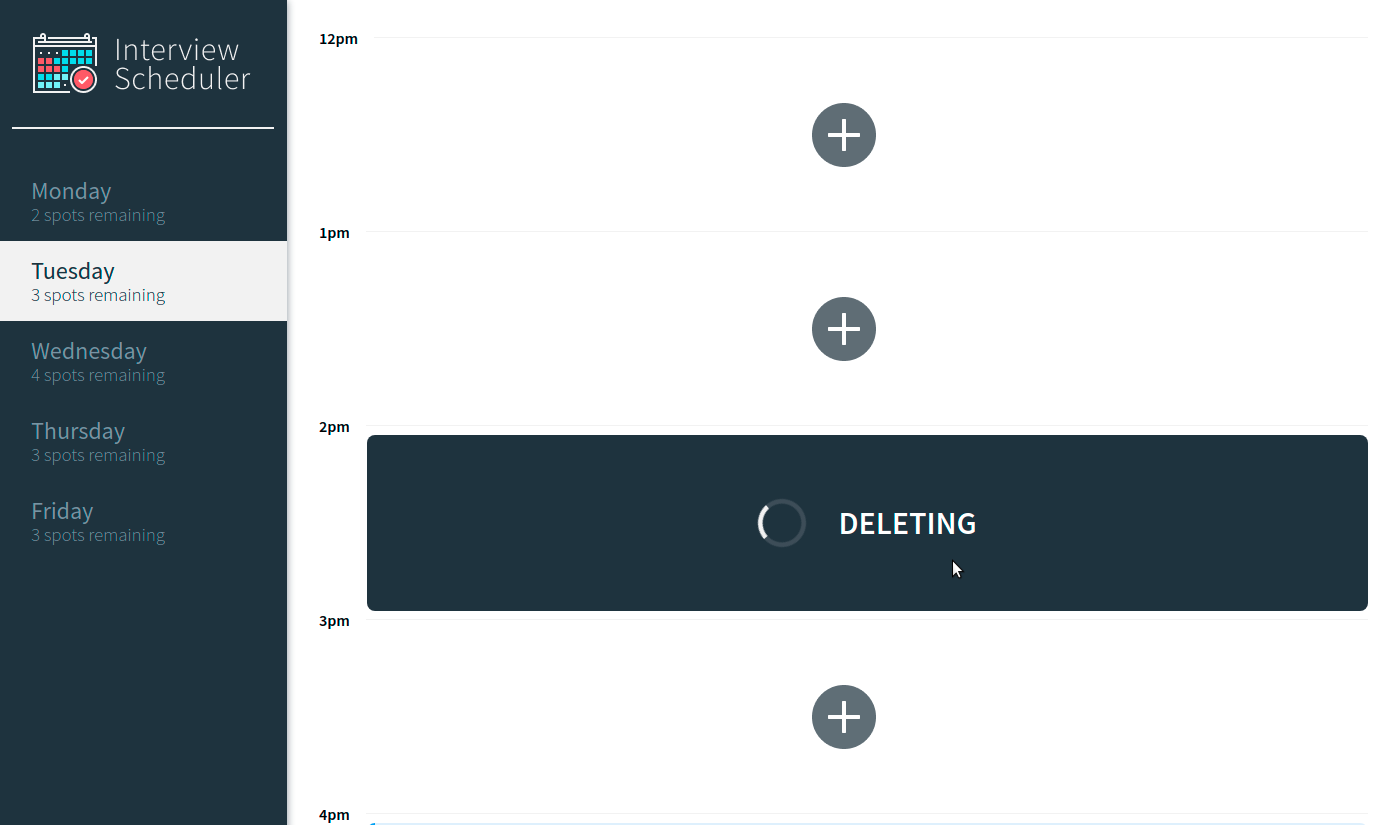 Interview
Scheduler
Monday
2 spots remaining
Tuesday
3 spots remaining
Wednesday
4 spots remaining
Thursday
3 spots remaining
Friday
3 spots remaining
12pm
1pm
2pm
DELETING
3pm
4pm